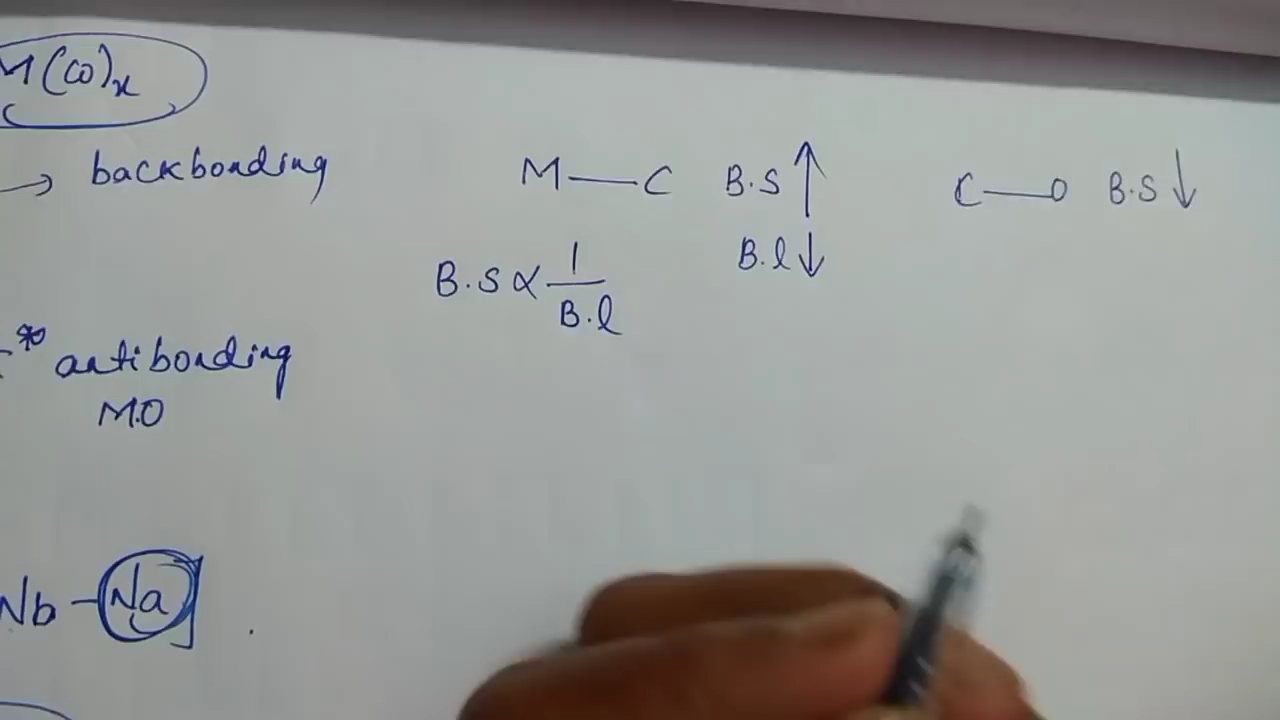 M(CO)x
→ backbonding
M—C B.S↑
B.l↓
C—O B.S↓
B.S ∝ 1/B.l
* antibonding
M.O
Nb - Na]